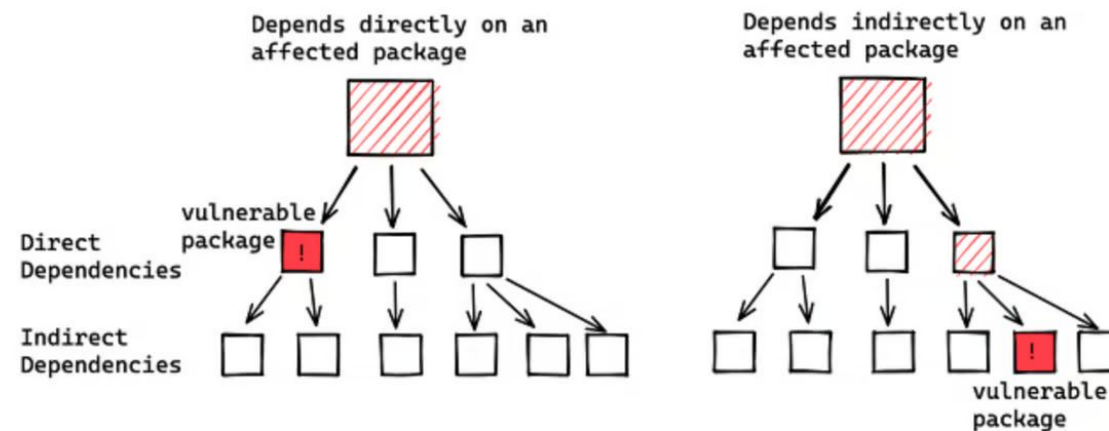 Depends directly on an
affected package
Depends indirectly on an
affected package
vulnerable
package
!
Direct
Dependencies
Indirect
Dependencies
!
vulnerable
package